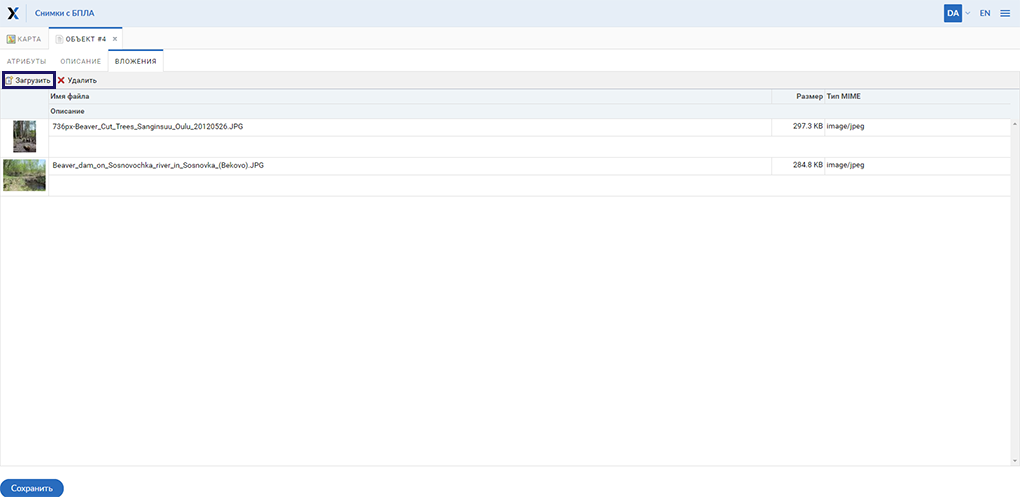 X Снимки с БПЛА DA EN
КАРТА ОБЪЕКТ #4 ×
АТРИБУТЫ ОПИСАНИЕ ВЛОЖЕНИЯ
Загрузить Удалить
Имя файла Размер Тип MIME
Описание
736px-Beaver_Cut_Trees_Sanginsuu_Oulu_20120526.JPG 297.3 KB image/jpeg
Beaver_dam_on_Sosnovochka_river_in_Sosnovka_(Bekovo).JPG 284.8 KB image/jpeg
Сохранить